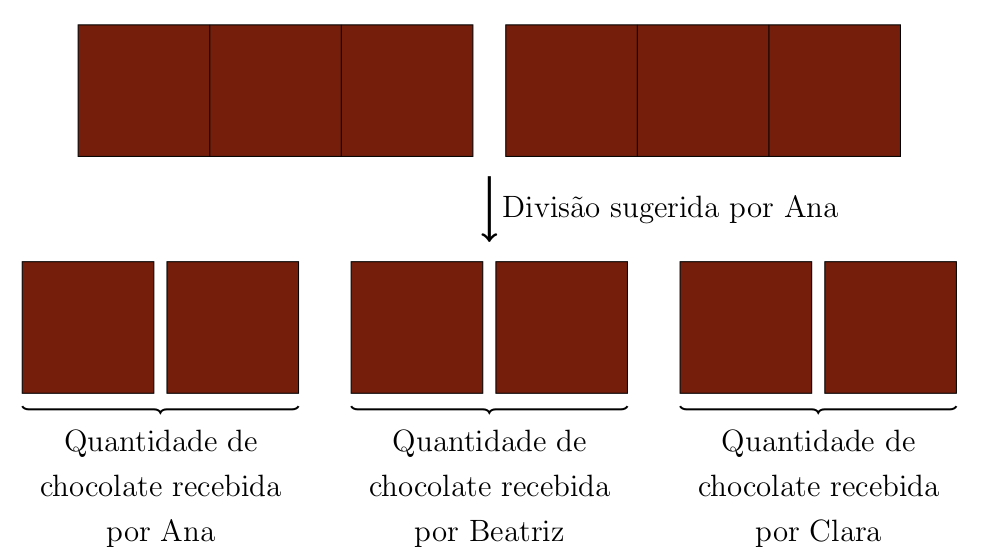 Divisão sugerida por Ana
Quantidade de
chocolate recebida
por Ana
Quantidade de
chocolate recebida
por Beatriz
Quantidade de
chocolate recebida
por Clara